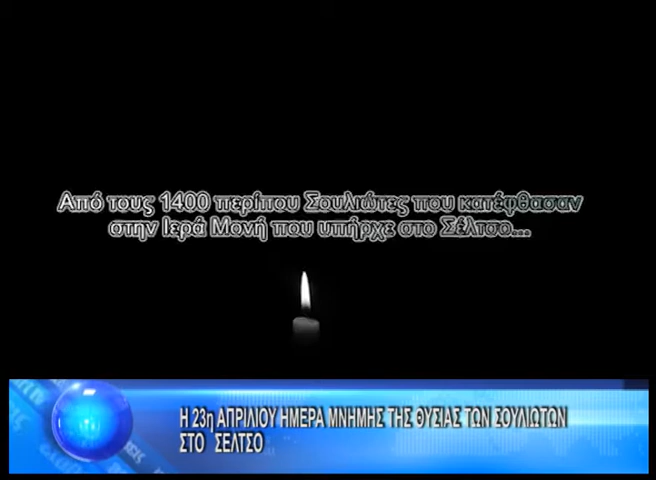 Από τους 1400 περίπου Σουλιώτες που κατέφθασαν
στην Ιερά Μονή που υπήρχε στο Σέλτσο...
Η 23η ΑΠΡΙΛΙΟΥ ΗΜΕΡΑ ΜΝΗΜΗΣ ΤΗΣ ΘΥΣΙΑΣ ΤΩΝ ΣΟΥΛΙΩΤΩΝ
ΣΤΟ ΣΕΛΤΣΟ